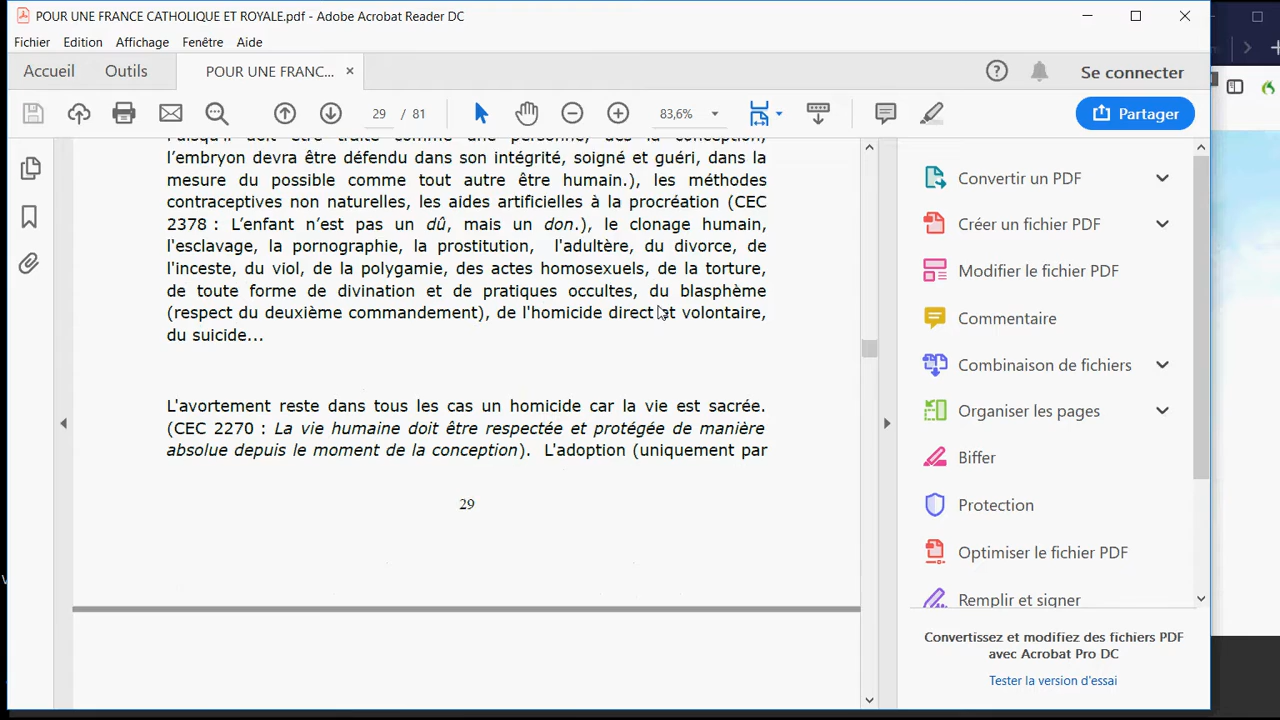 POUR UNE FRANCE CATHOLIQUE ET ROYALE.pdf - Adobe Acrobat Reader DC
Fichier Edition Affichage Fenêtre Aide
Accueil Outils POUR UNE FRANC... × Se connecter
29 / 81 83,6% Partager
l'embryon devra être défendu dans son intégrité, soigné et guéri, dans la
mesure du possible comme tout autre être humain.), les méthodes
contraceptives non naturelles, les aides artificielles à la procréation (CEC
2378 : L'enfant n'est pas un dû, mais un don.), le clonage humain,
l'esclavage, la pornographie, la prostitution, l'adultère, du divorce, de
l'inceste, du viol, de la polygamie, des actes homosexuels, de la torture,
de toute forme de divination et de pratiques occultes, du blasphème
(respect du deuxième commandement), de l'homicide direct et volontaire,
du suicide...
L'avortement reste dans tous les cas un homicide car la vie est sacrée.
(CEC 2270 : La vie humaine doit être respectée et protégée de manière
absolue depuis le moment de la conception). L'adoption (uniquement par
29
Convertir un PDF
Créer un fichier PDF
Modifier le fichier PDF
Commentaire
Combinaison de fichiers
Organiser les pages
Biffer
Protection
Optimiser le fichier PDF
Remplir et signer
Convertissez et modifiez des fichiers PDF
avec Acrobat Pro DC
Tester la version d'essai